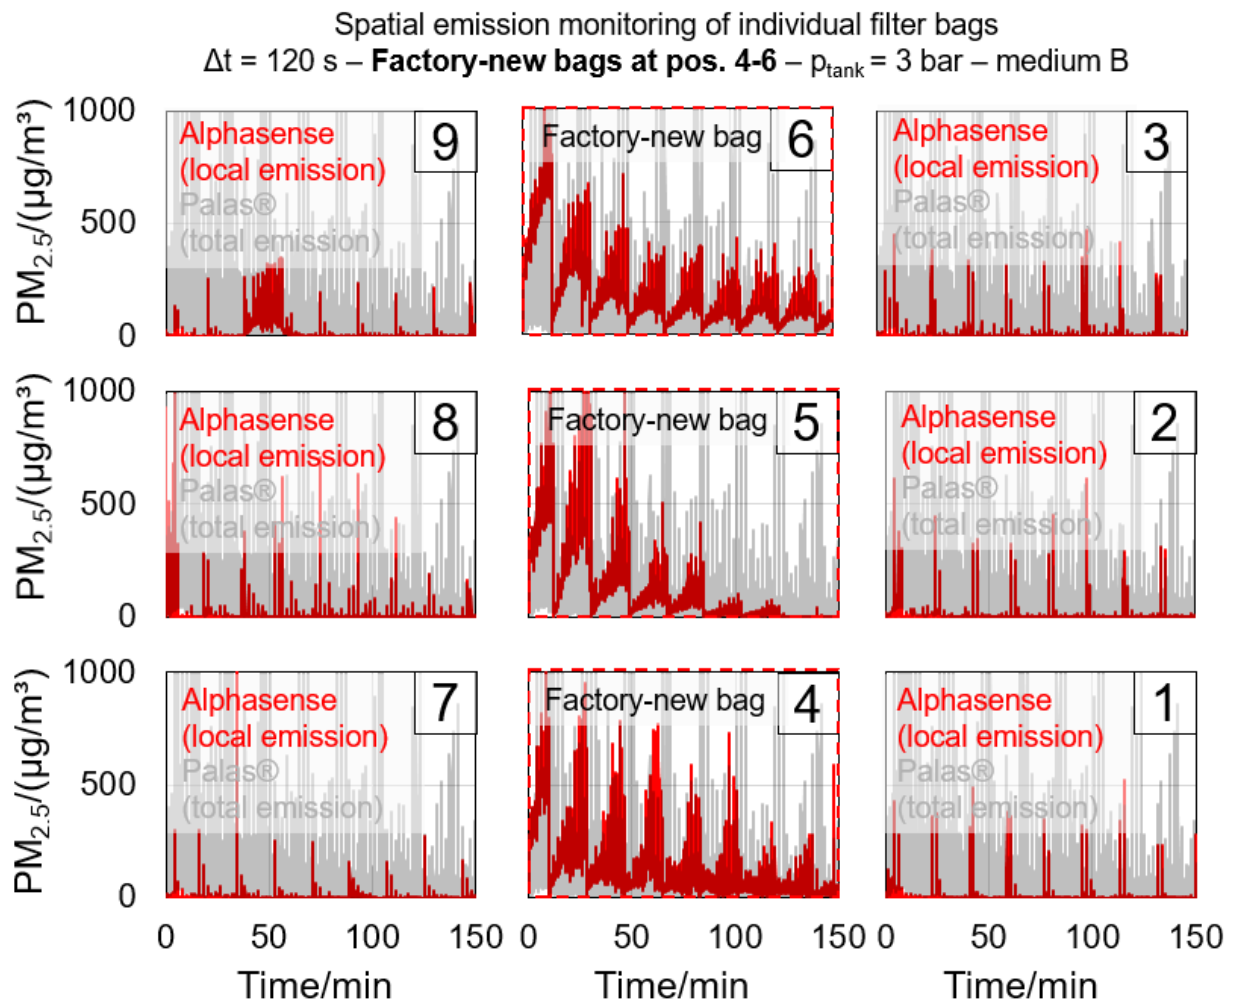 Spatial emission monitoring of individual filter bags
Δt = 120 s – Factory-new bags at pos. 4-6 – ptank = 3 bar – medium B
PM2.5/(µg/m³)
1000
500
0
Alphasense
(local emission)
Palas®
(total emission)
9
Factory-new bag
6
Alphasense
(local emission)
Palas®
(total emission)
3
PM2.5/(µg/m³)
1000
500
0
Alphasense
(local emission)
Palas®
(total emission)
8
Factory-new bag
5
Alphasense
(local emission)
Palas®
(total emission)
2
PM2.5/(µg/m³)
1000
500
0
Alphasense
(local emission)
Palas®
(total emission)
7
Factory-new bag
4
Alphasense
(local emission)
Palas®
(total emission)
1
0 50 100 150
0 50 100 150
0 50 100 150
Time/min
Time/min
Time/min